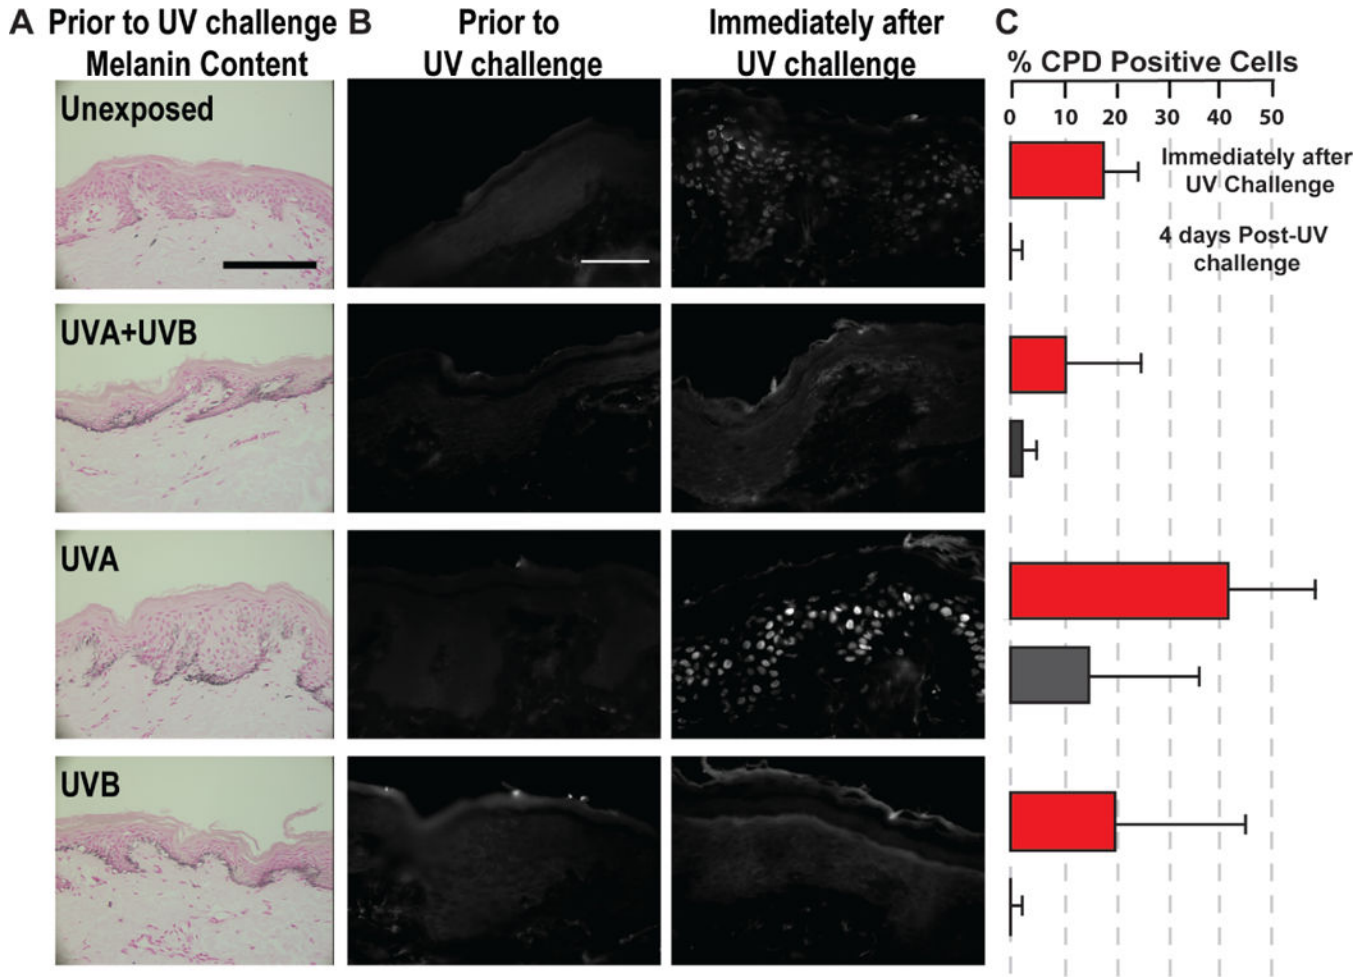 A Prior to UV challenge
Melanin Content
B Prior to
UV challenge
Immediately after
UV challenge
C
% CPD Positive Cells
0 10 20 30 40 50
Unexposed
Immediately after
UV Challenge
4 days Post-UV
challenge
UVA+UVB
UVA
UVB